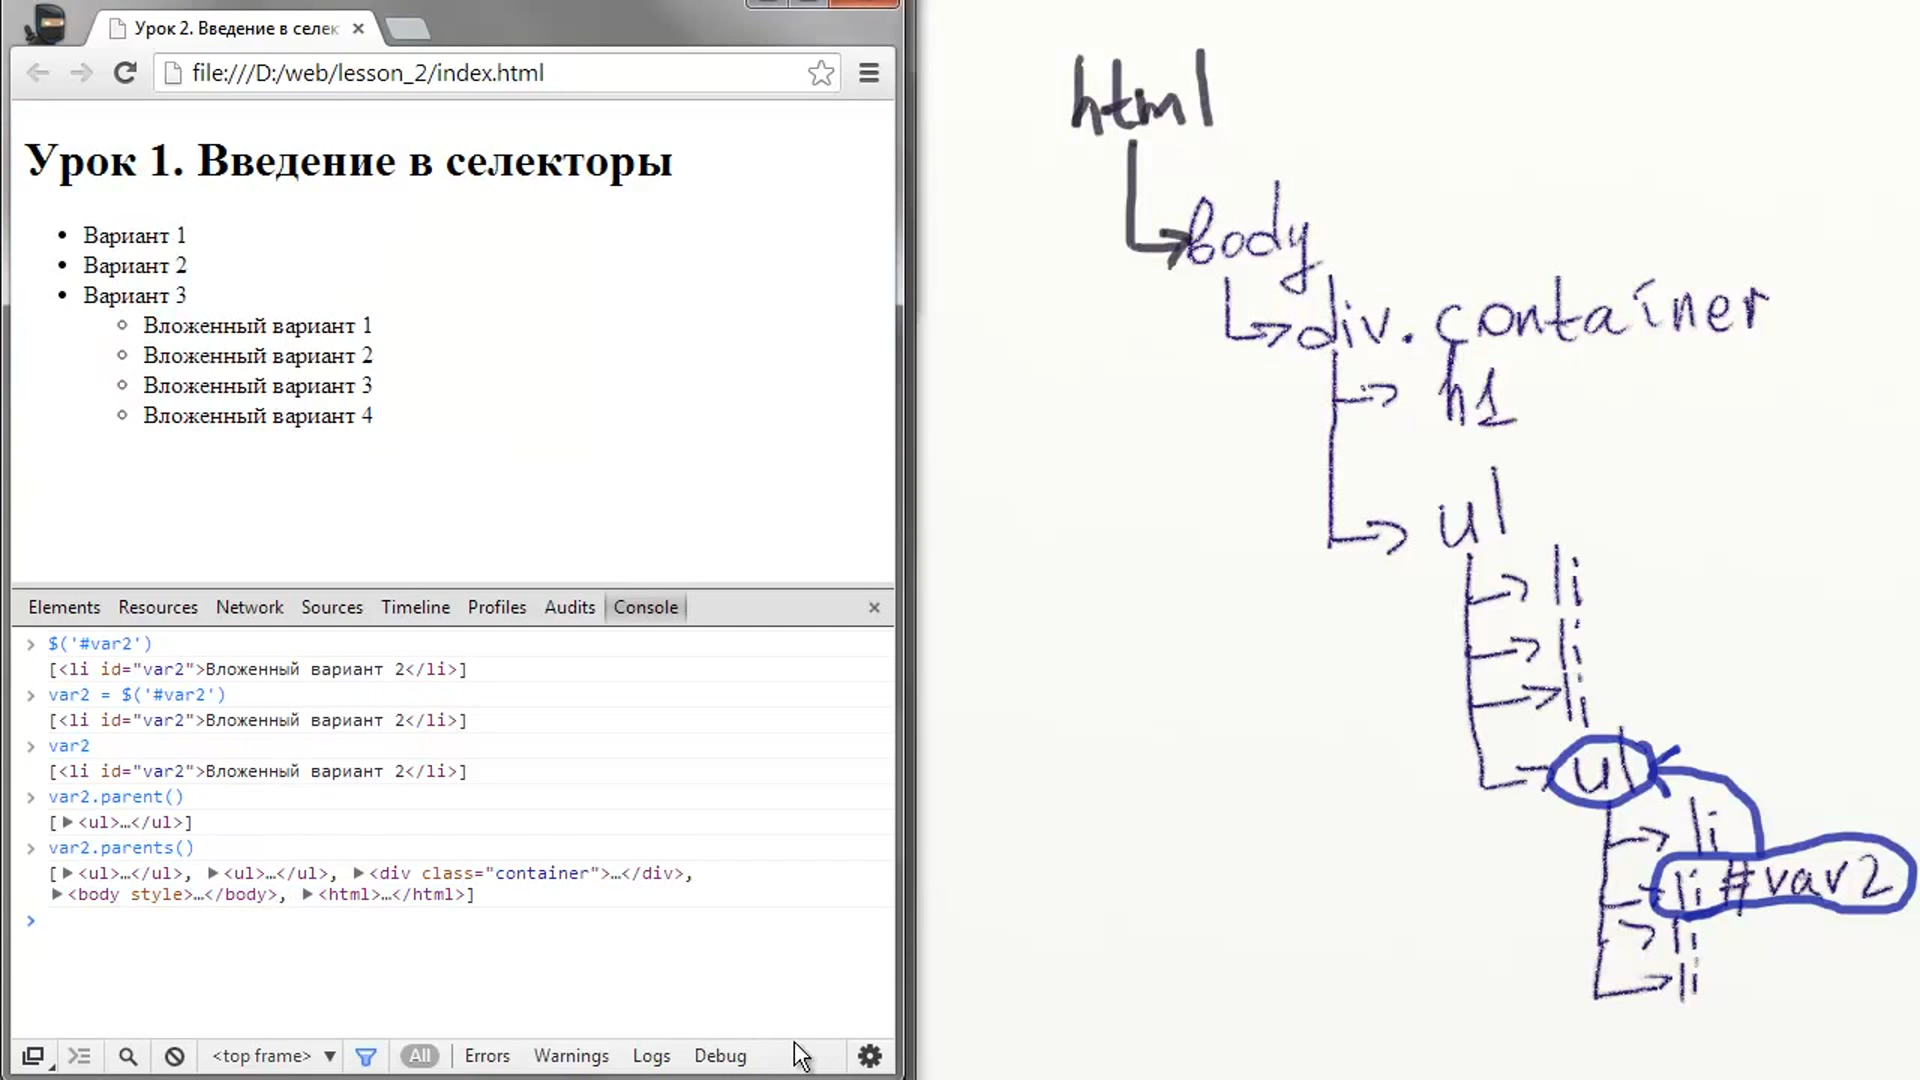 Урок 2. Введение в селек
file:///D:/web/lesson_2/index.html
Урок 1. Введение в селекторы
Вариант 1
Вариант 2
Вариант 3
Вложенный вариант 1
Вложенный вариант 2
Вложенный вариант 3
Вложенный вариант 4
Elements Resources Network Sources Timeline Profiles Audits Console
$('#var2')
[<li id="var2">Вложенный вариант 2</li>]
var2 = $('#var2')
[<li id="var2">Вложенный вариант 2</li>]
var2
[<li id="var2">Вложенный вариант 2</li>]
var2.parent()
[▶<ul>…</ul>]
var2.parents()
[▶<ul>…</ul>, ▶<ul>…</ul>, ▶<div class="container">…</div>,
▶<body style>…</body>, ▶<html>…</html>]
<top frame> All Errors Warnings Logs Debug
html
body
div.container
h1
ul
li
li
li
ul
li
li #var2
li
li